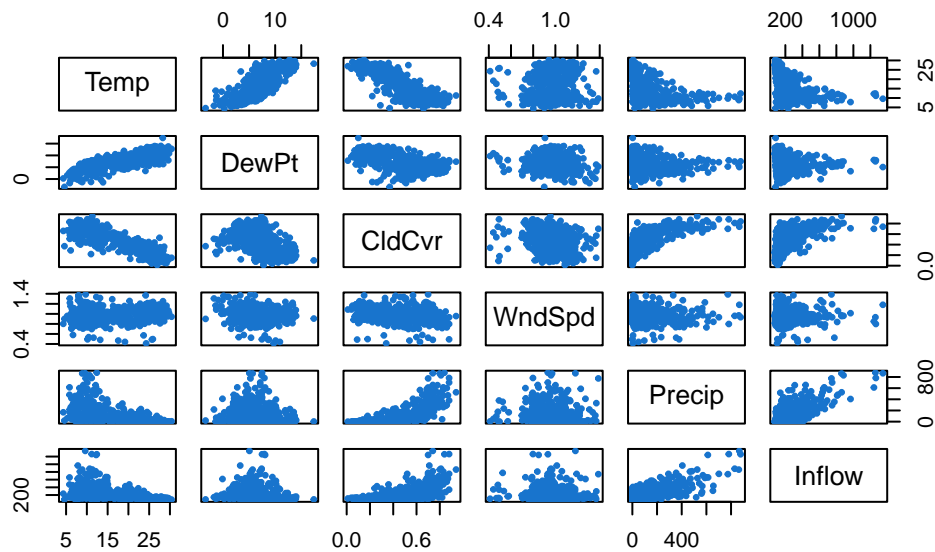 0 10 0.4 1.0 200 1000
Temp 5 25
0 DewPt
CldCvr 0.0
0.4 1.4 WndSpd
Precip 0 800
200 Inflow
5 15 25 0.0 0.6 0 400